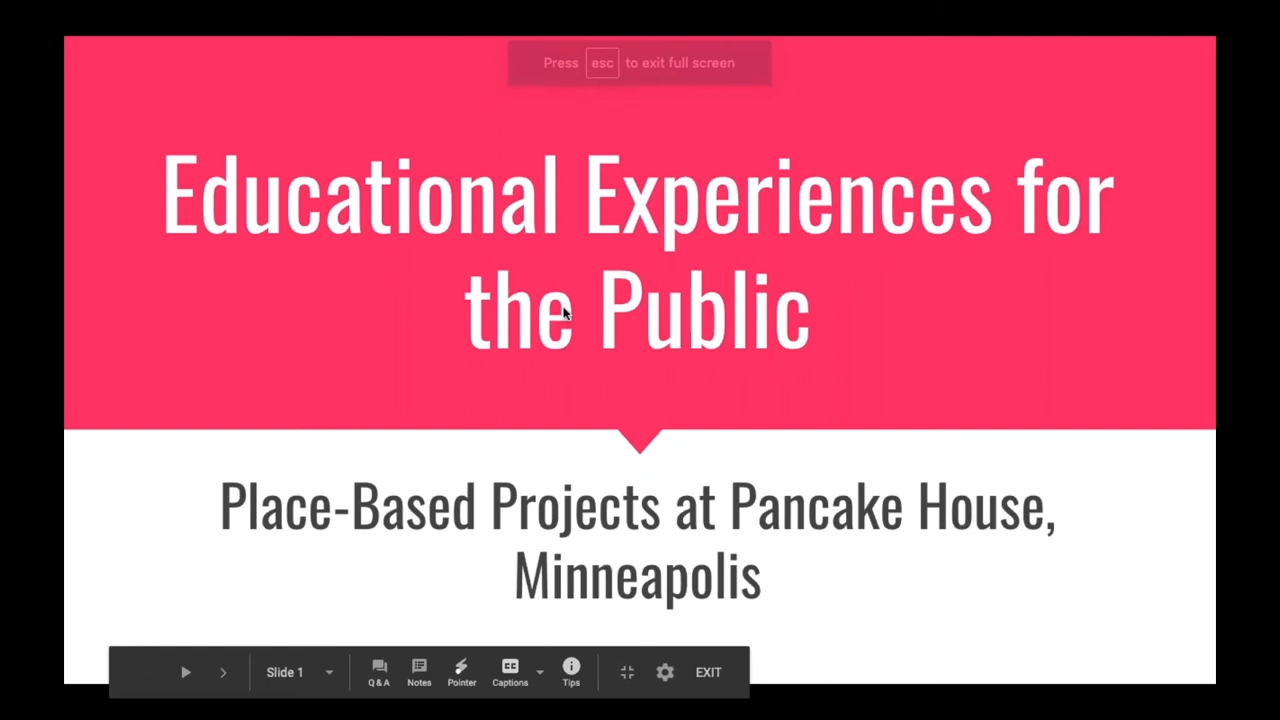 Press esc to exit full screen
Educational Experiences for
the Public
Place-Based Projects at Pancake House,
Minneapolis
Slide 1
Q & A
Notes
Pointer
CC
Captions
Tips
EXIT